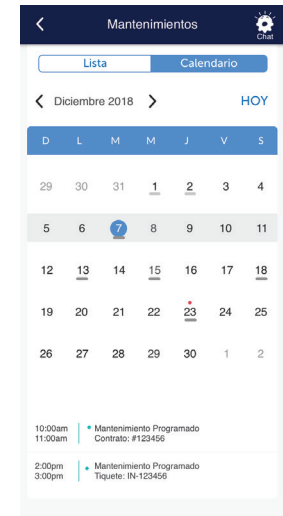 Mantenimientos
Chat
Lista Calendario
Diciembre 2018 HOY
D L M M J V S
29 30 31 1 2 3 4
5 6 7 8 9 10 11
12 13 14 15 16 17 18
19 20 21 22 23 24 25
26 27 28 29 30 1 2
10:00am Mantenimiento Programado
11:00am Contrato: #123456
2:00pm Mantenimiento Programado
3:00pm Tiquete: IN-123456